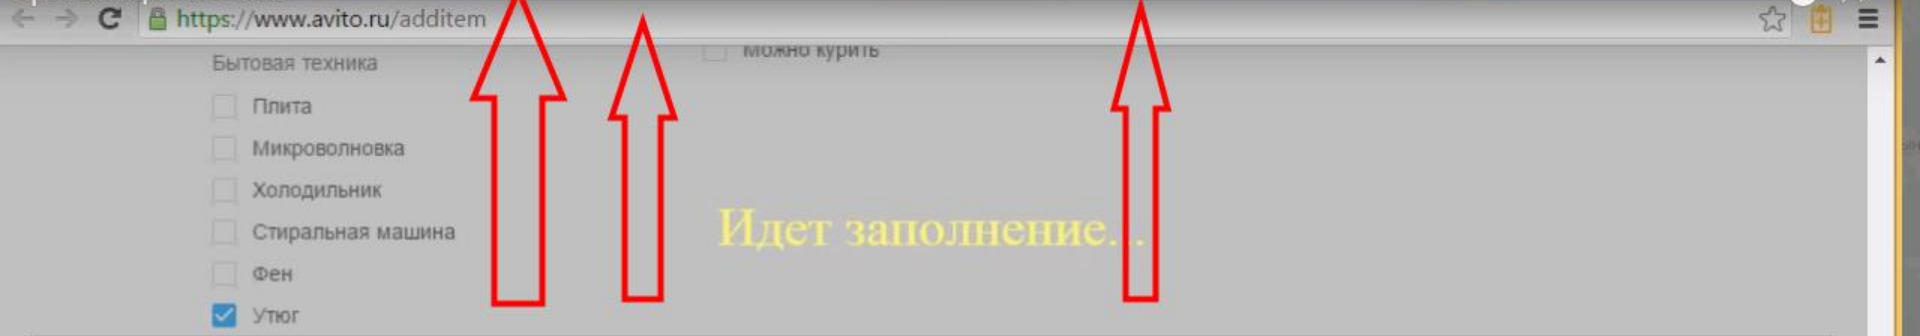 https://www.avito.ru/additem
Можно курить
Бытовая техника
Плита
Микроволновка
Холодильник
Стиральная машина
Идет заполнение...
Фен
Утюг